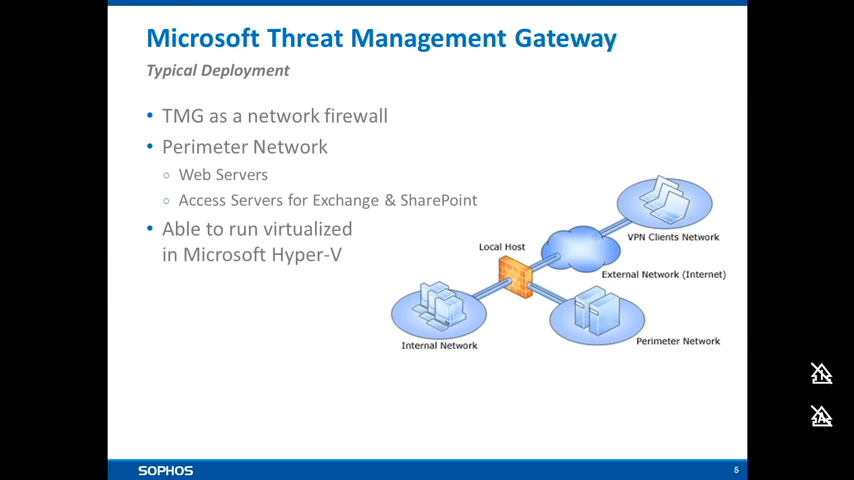 Microsoft Threat Management Gateway
Typical Deployment
• TMG as a network firewall
• Perimeter Network
○ Web Servers
○ Access Servers for Exchange & SharePoint
• Able to run virtualized
in Microsoft Hyper-V
VPN Clients Network
Local Host
External Network (Internet)
Internal Network
Perimeter Network
SOPHOS
5